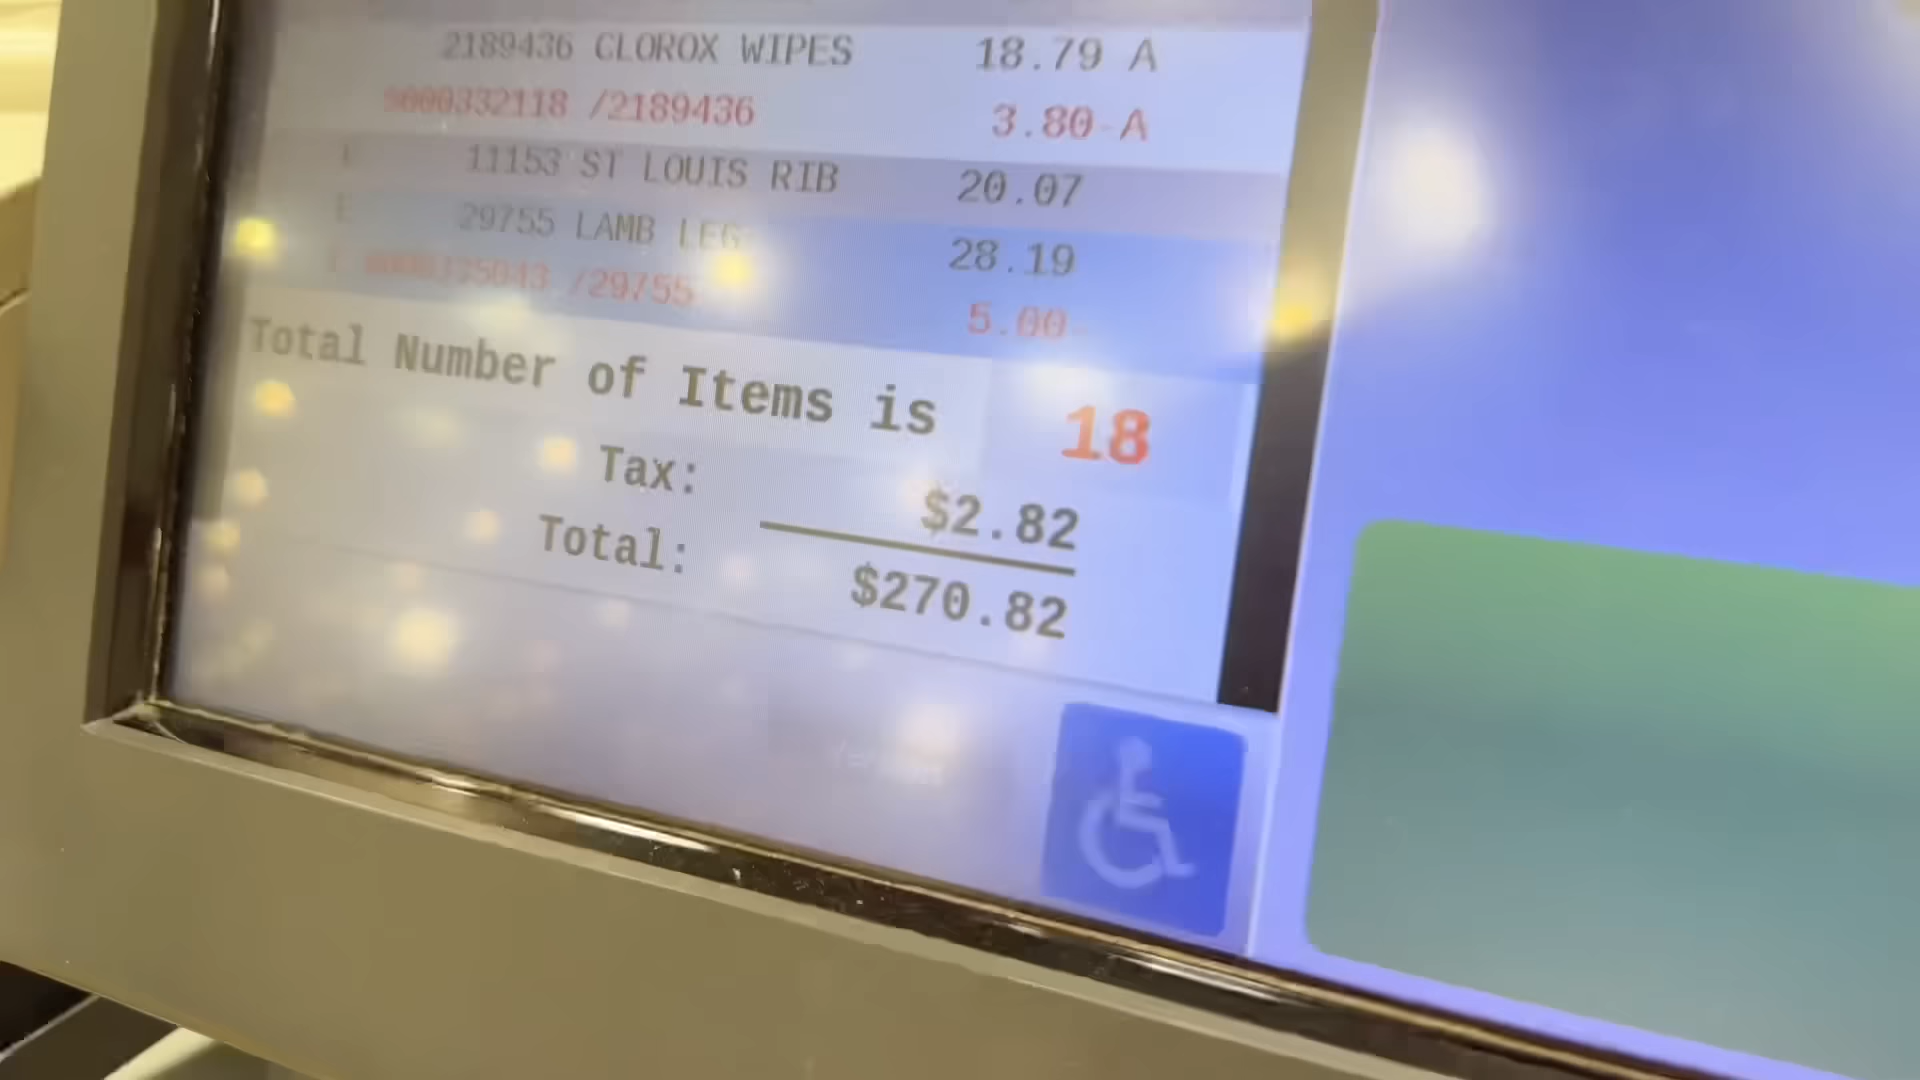 2189436 CLOROX WIPES 18.79 A
/2189436 3.80-A
11153 ST LOUIS RIB 20.07
E 29755 LAMB LEG 28.19
/29755 5.00-
Total Number of Items is 18
Tax: $2.82
Total: $270.82